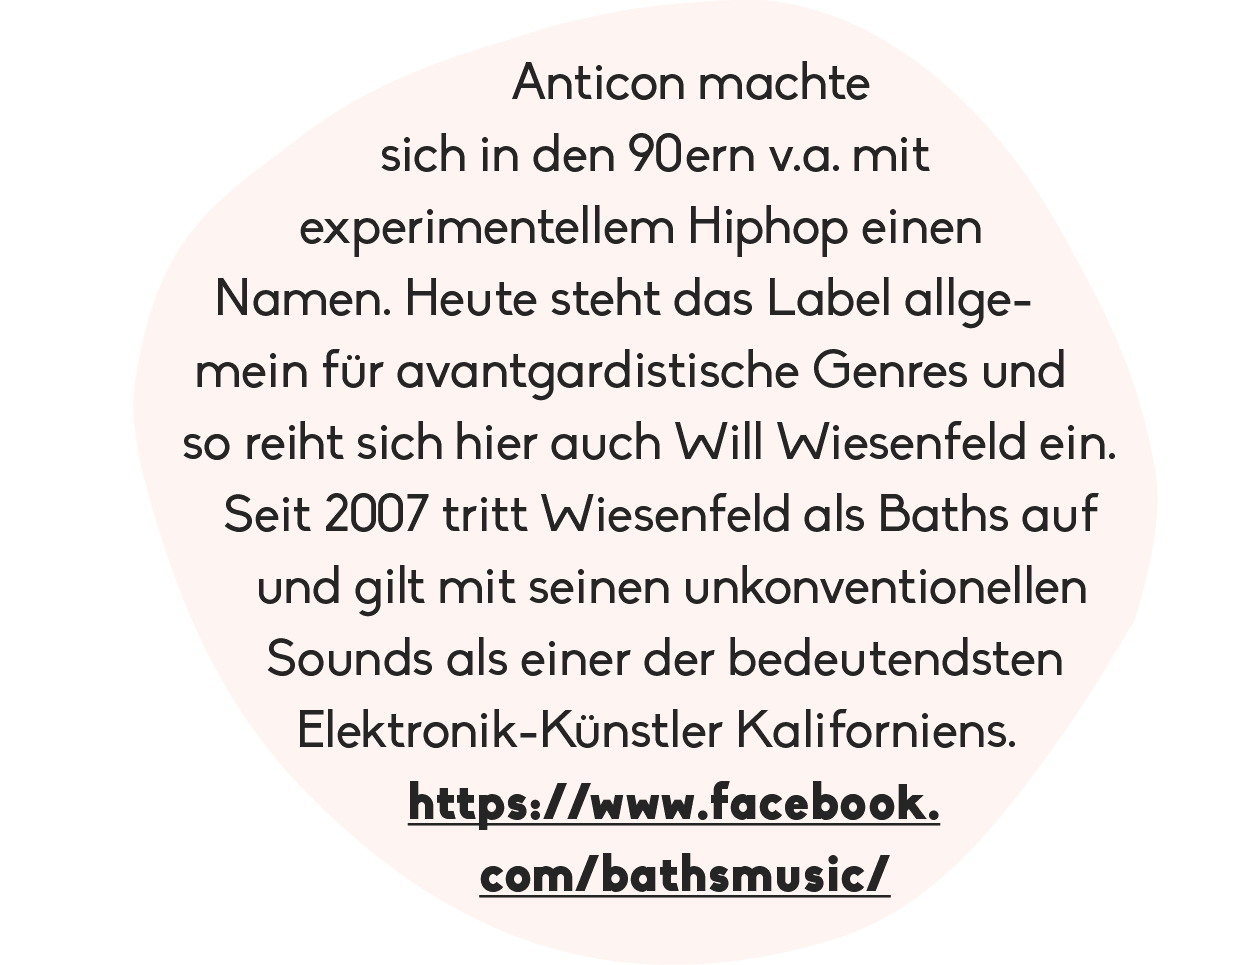 Anticon machte
sich in den 90ern v.a. mit
experimentellem Hiphop einen
Namen. Heute steht das Label allge-
mein für avantgardistische Genres und
so reiht sich hier auch Will Wiesenfeld ein.
Seit 2007 tritt Wiesenfeld als Baths auf
und gilt mit seinen unkonventionellen
Sounds als einer der bedeutendsten
Elektronik-Künstler Kaliforniens.
https://www.facebook.
com/bathsmusic/